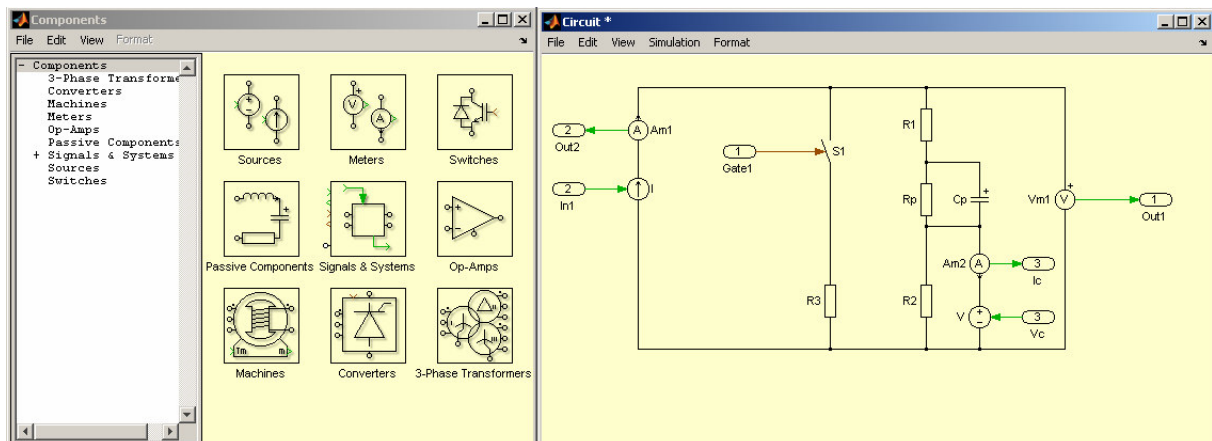 Components
File Edit View Format
- Components
3-Phase Transforme
Converters
Machines
Meters
Op-Amps
Passive Components
+ Signals & Systems
Sources
Switches
Sources
Meters
Switches
Passive Components
Signals & Systems
Op-Amps
Machines
Converters
3-Phase Transformers
V
A
Tm
m
Circuit *
File Edit View Simulation Format
2
Out2
A
Am1
2
In1
I
1
Gate1
S1
R3
R1
Rp
Cp
+
R2
Am2
A
3
Ic
V
3
Vc
Vm1
V
+
1
Out1